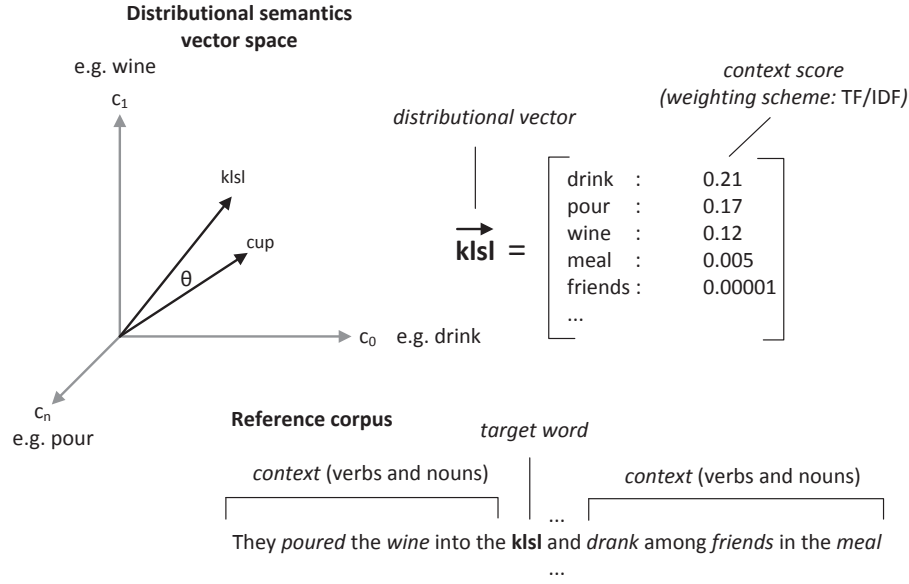 Distributional semantics
vector space
e.g. wine
c1
klsl
cup
θ
c0 e.g. drink
cn
e.g. pour
context score
(weighting scheme: TF/IDF)
distributional vector
klsl =
drink : 0.21
pour : 0.17
wine : 0.12
meal : 0.005
friends : 0.00001
...
Reference corpus
target word
context (verbs and nouns)
context (verbs and nouns)
...
They poured the wine into the klsl and drank among friends in the meal
...